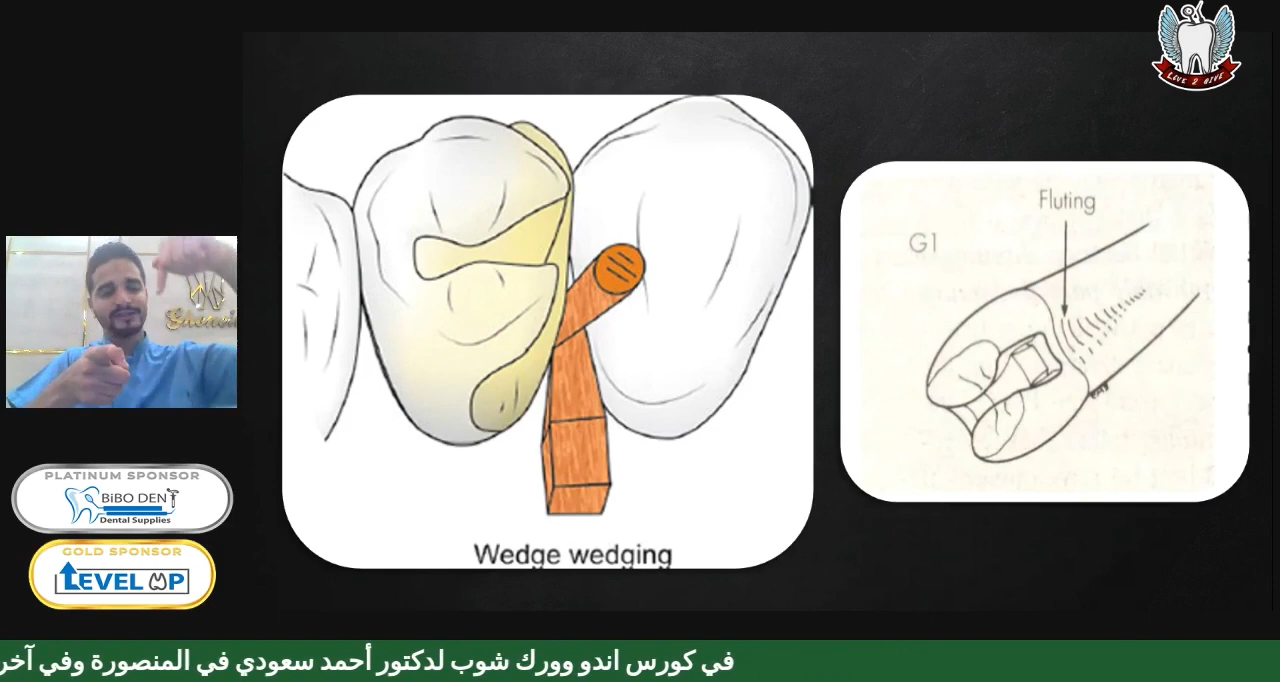 LIVE 2 GIVE
Fluting
G1
PLATINUM SPONSOR
BiBO DENT
Dental Supplies
GOLD SPONSOR
LEVEL UP
Wedge wedging
في كورس اندو وورك شوب لدكتور أحمد سعودي في المنصورة وفي آخر